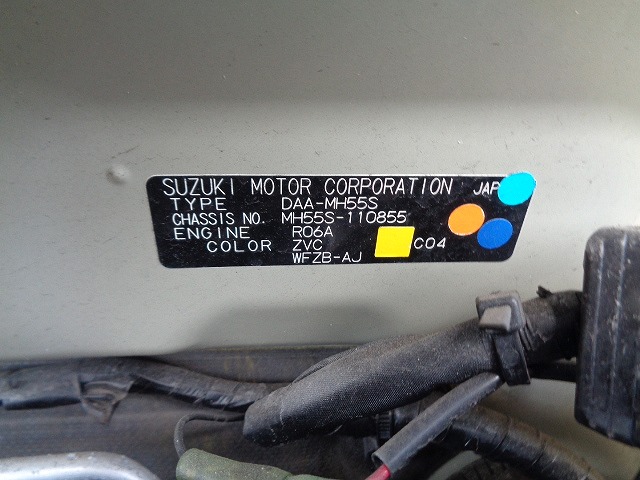 SUZUKI MOTOR CORPORATION JAP
TYPE DAA-MH55S
CHASSIS NO. MH55S-110855
ENGINE R06A
COLOR ZVC C04
WFZB-AJ